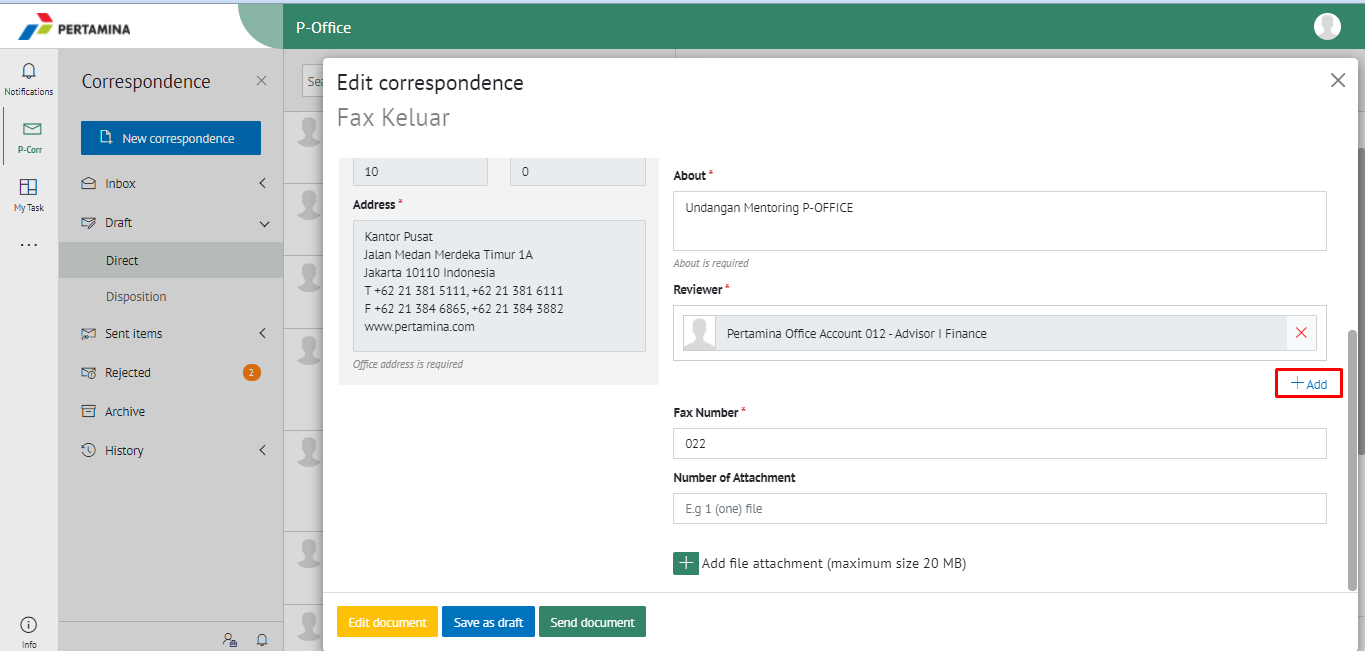 PERTAMINA
P-Office
Notifications
P-Corr
My Task
Info
Correspondence
New correspondence
Inbox
Draft
Direct
Disposition
Sent items
Rejected
2
Archive
History
Edit correspondence
Fax Keluar
10
0
Address *
Kantor Pusat
Jalan Medan Merdeka Timur 1A
Jakarta 10110 Indonesia
T +62 21 381 5111, +62 21 381 6111
F +62 21 384 6865, +62 21 384 3882
www.pertamina.com
Office address is required
About *
Undangan Mentoring P-OFFICE
About is required
Reviewer *
Pertamina Office Account 012 - Advisor I Finance
Add
Fax Number *
022
Number of Attachment
E.g 1 (one) file
Add file attachment (maximum size 20 MB)
Edit document
Save as draft
Send document